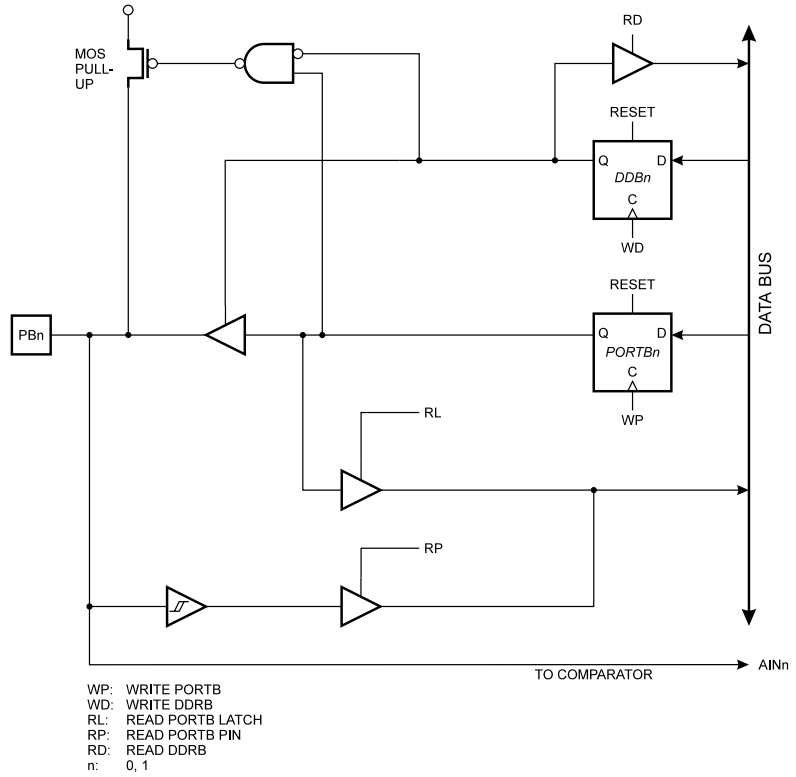 RD
MOS
PULL-
UP
RESET
Q D
DDBn
C
WD
DATA BUS
RESET
PBn
Q D
PORTBn
C
WP
RL
RP
TO COMPARATOR
AINn
WP: WRITE PORTB
WD: WRITE DDRB
RL: READ PORTB LATCH
RP: READ PORTB PIN
RD: READ DDRB
n: 0, 1